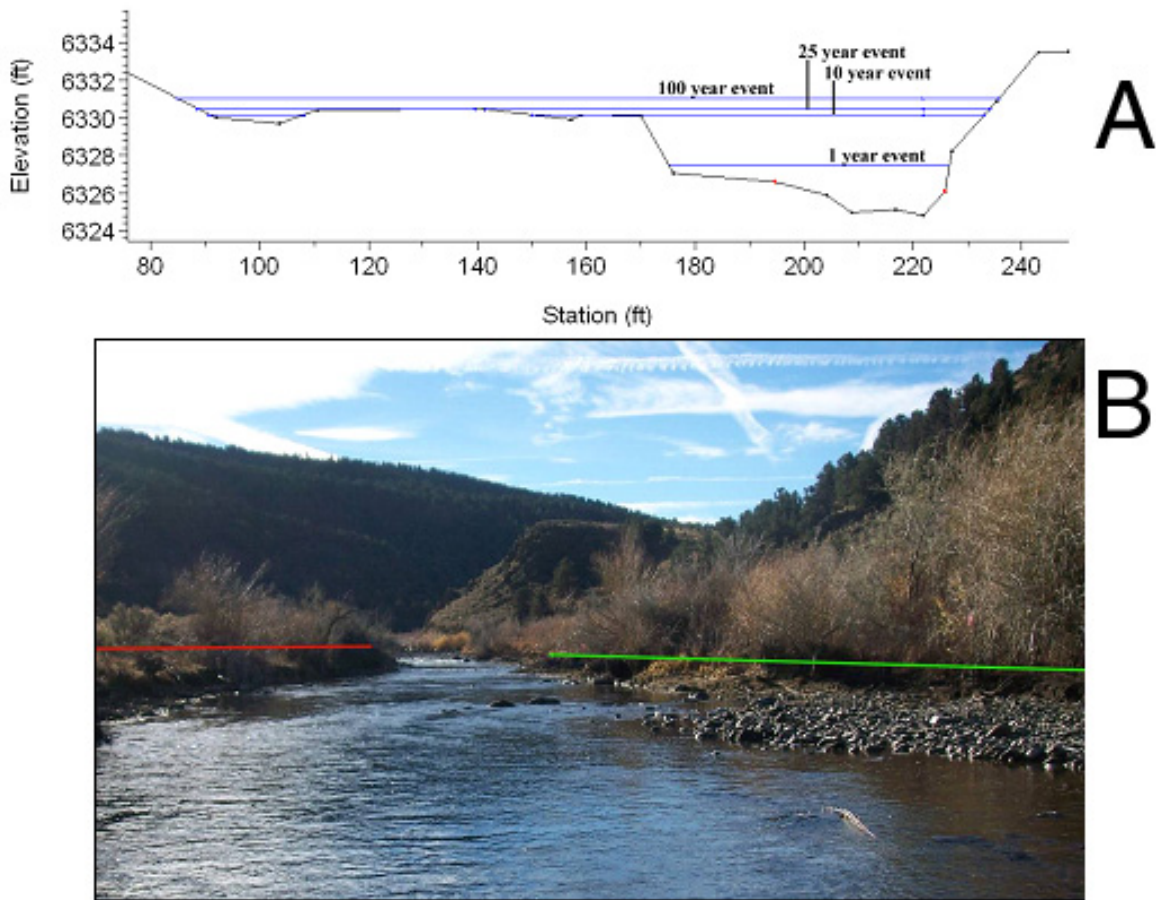 6334
6332
6330
6328
6326
6324
Elevation (ft)
25 year event
10 year event
100 year event
1 year event
80 100 120 140 160 180 200 220 240
Station (ft)
A
B